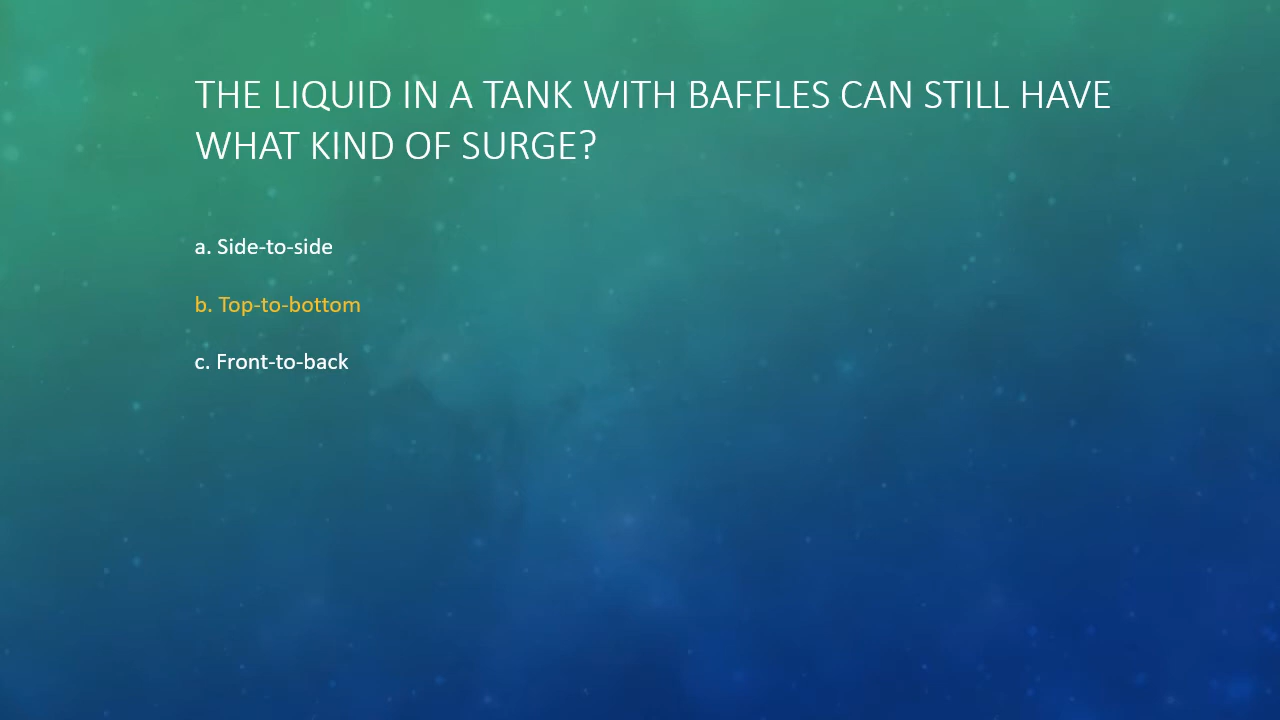 THE LIQUID IN A TANK WITH BAFFLES CAN STILL HAVE
WHAT KIND OF SURGE?
a. Side-to-side
b. Top-to-bottom
c. Front-to-back